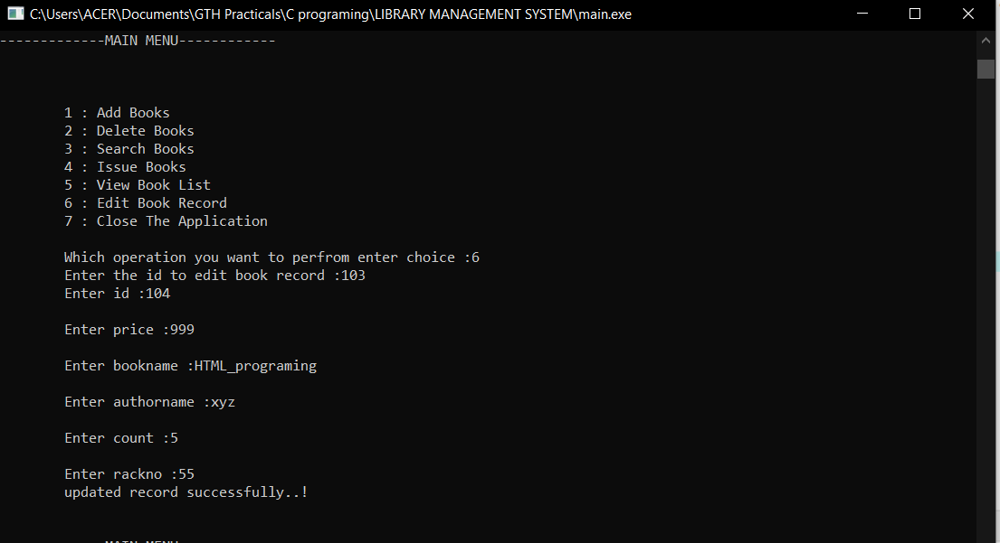 C:\Users\ACER\Documents\GTH Practicals\C programing\LIBRARY MANAGEMENT SYSTEM\main.exe
-------------MAIN MENU------------
1 : Add Books
2 : Delete Books
3 : Search Books
4 : Issue Books
5 : View Book List
6 : Edit Book Record
7 : Close The Application
Which operation you want to perfrom enter choice :6
Enter the id to edit book record :103
Enter id :104
Enter price :999
Enter bookname :HTML_programing
Enter authorname :xyz
Enter count :5
Enter rackno :55
updated record successfully..!
MAIN MENU